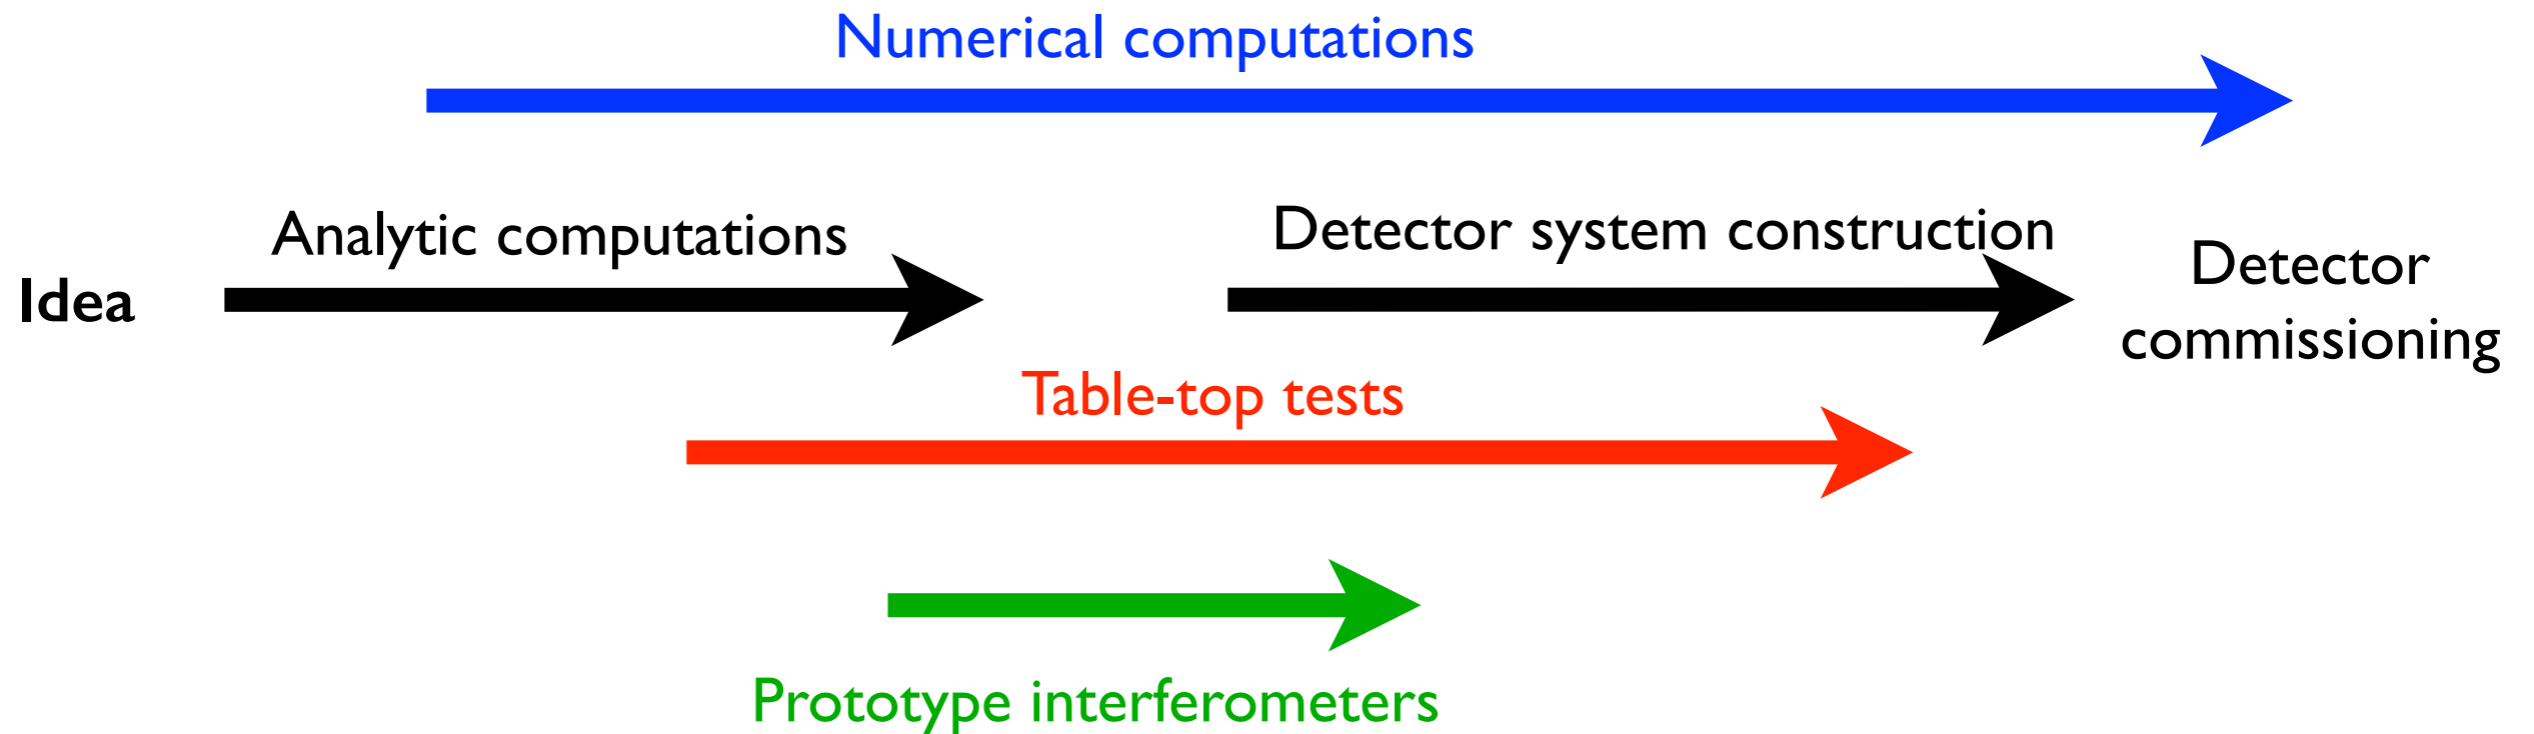 Numerical computations
Analytic computations
Detector system construction
Idea
Detector
commissioning
Table-top tests
Prototype interferometers